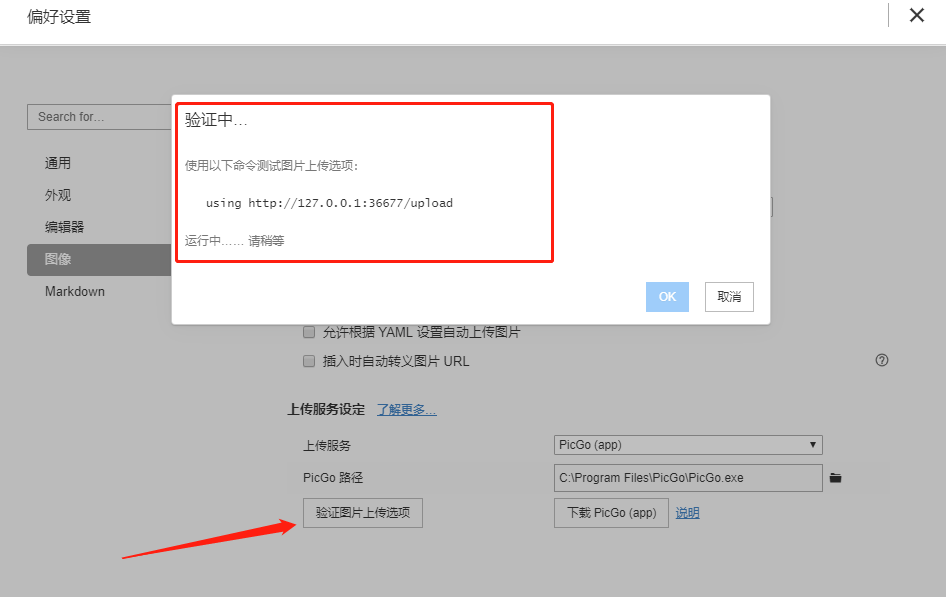 偏好设置
Search for…
通用
外观
编辑器
图像
Markdown
验证中…
使用以下命令测试图片上传选项:
using http://127.0.0.1:36677/upload
运行中…… 请稍等
OK
取消
允许根据 YAML 设置自动上传图片
插入时自动转义图片 URL
上传服务设定 了解更多…
上传服务 PicGo (app)
PicGo 路径 C:\Program Files\PicGo\PicGo.exe
验证图片上传选项 下载 PicGo (app) 说明